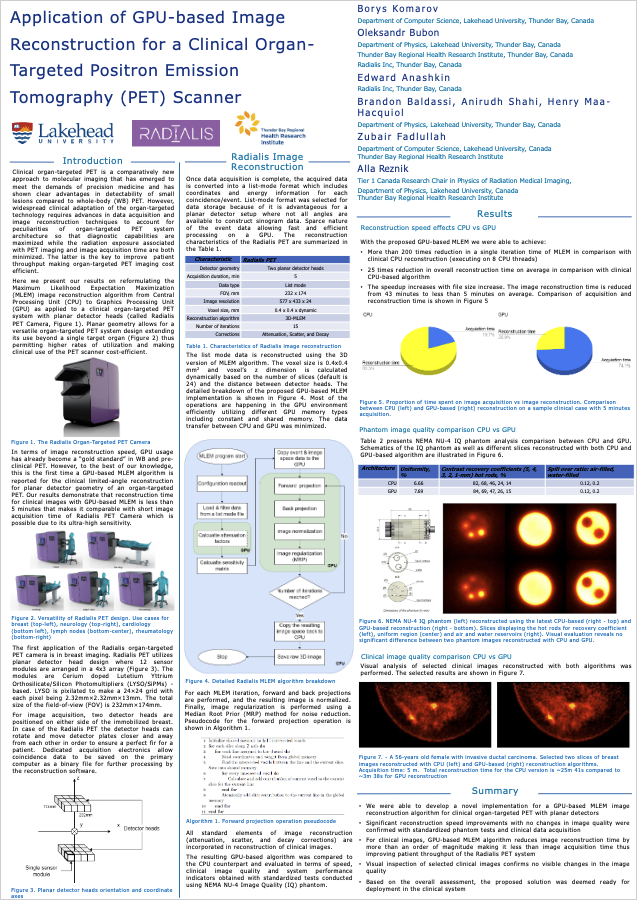 Application of GPU-based Image
Reconstruction for a Clinical Organ-
Targeted Positron Emission
Tomography (PET) Scanner
Lakehead
UNIVERSITY
RADIALIS
Thunder Bay Regional
Health Research
Institute
Borys Komarov
Department of Computer Science, Lakehead University, Thunder Bay, Canada
Oleksandr Bubon
Department of Physics, Lakehead University, Thunder Bay, Canada
Thunder Bay Regional Health Research Institute, Thunder Bay, Canada
Radialis Inc, Thunder Bay, Canada
Edward Anashkin
Radialis Inc, Thunder Bay, Canada
Brandon Baldassi, Anirudh Shahi, Henry Maa-
Hacquiol
Department of Physics, Lakehead University, Thunder Bay, Canada
Zubair Fadlullah
Department of Computer Science, Lakehead University, Canada
Thunder Bay Regional Health Research Institute
Alla Reznik
Tier 1 Canada Research Chair in Physics of Radiation Medical Imaging,
Department of Physics, Lakehead University, Thunder Bay, Canada
Thunder Bay Regional Health Research Institute
Introduction
Clinical organ-targeted PET is a comparatively new
approach to molecular imaging that has emerged to
meet the demands of precision medicine and has
shown clear advantages in detectability of small
lesions compared to whole-body (WB) PET. However,
widespread clinical adaptation of the organ-targeted
technology requires advances in data acquisition and
image reconstruction techniques to account for
peculiarities of organ-targeted PET system
architecture so that diagnostic capabilities are
maximized while the radiation exposure associated
with PET imaging and image acquisition time are both
minimized. The latter is the key to improve patient
throughput making organ-targeted PET imaging cost
efficient.
Here we present our results on reformulating the
Maximum Likelihood Expectation Maximization
(MLEM) image reconstruction algorithm from Central
Processing Unit (CPU) to Graphics Processing Unit
(GPU) as applied to a clinical organ-targeted PET
system with planar detector heads (called Radialis
PET Camera, Figure 1). Planar geometry allows for a
versatile organ-targeted PET system design extending
its use beyond a single target organ (Figure 2) thus
permitting higher rates of utilization and making
clinical use of the PET scanner cost-efficient.
Figure 1. The Radialis Organ-Targeted PET Camera
In terms of image reconstruction speed, GPU usage
has already become a "gold standard" in WB and pre-
clinical PET. However, to the best of our knowledge,
this is the first time a GPU-based MLEM algorithm is
reported for the clinical limited-angle reconstruction
for planar detector geometry of an organ-targeted
PET. Our results demonstrate that reconstruction time
for clinical images with GPU-based MLEM is less than
5 minutes that makes it comparable with short image
acquisition time of Radialis PET Camera which is
possible due to its ultra-high sensitivity.
Figure 2. Versatility of Radialis PET design. Use cases for
breast (top-left), neurology (top-right), cardiology
(bottom left), lymph nodes (bottom-center), rheumatology
(bottom-right)
The first application of the Radialis organ-targeted
PET camera is in breast imaging. Radialis PET utilizes
planar detector head design where 12 sensor
modules are arranged in a 4x3 array (Figure 3). The
modules are Cerium doped Lutetium Yttrium
Orthosilicates/Silicon Photomultipliers (LYSO/SiPMs) -
based. LYSO is pixilated to make a 24×24 grid with
each pixel being 2.32mm×2.32mm×13mm. The total
size of the field-of-view (FOV) is 232mm×174mm.
For image acquisition, two detector heads are
positioned on either side of the immobilized breast.
In case of the Radialis PET the detector heads can
rotate and move detector plates closer and away
from each other in order to ensure a perfect fit for a
patient. Dedicated acquisition electronics allow
coincidence data to be saved on the primary
computer as a binary file for further processing by
the reconstruction software.
232mm
z
y
x
Detector heads
Single sensor
module
Figure 3. Planar detector heads orientation and coordinate
axes
Radialis Image
Reconstruction
Once data acquisition is complete, the acquired data
is converted into a list-mode format which includes
coordinates and energy information for each
coincidence/event. List-mode format was selected for
data storage because of it is advantageous for a
planar detector setup where not all angles are
available to construct sinogram data. Sparse nature
of the event data allowing fast and efficient
processing on a GPU. The reconstruction
characteristics of the Radialis PET are summarized in
the Table 1.
Characteristic Radialis PET
Detector geometry Two planar detector heads
Acquisition duration, min 5
Data type List mode
FOV, mm 232 x 174
Image resolution 577 x 433 x 24
Voxel size, mm 0.4 x 0.4 x dynamic
Reconstruction algorithm 3D-MLEM
Number of iterations 15
Corrections Attenuation, Scatter, and Decay
Table 1. Characteristics of Radialis image reconstruction
The list mode data is reconstructed using the 3D
version of MLEM algorithm. The voxel size is 0.4x0.4
mm² and voxel's z dimension is calculated
dynamically based on the number of slices (default is
24) and the distance between detector heads. The
detailed breakdown of the proposed GPU-based MLEM
implementation is shown in Figure 4. Most of the
operations are happening in the GPU environment
efficiently utilizing different GPU memory types
including constant and shared memory. The data
transfer between CPU and GPU was minimized.
MLEM program start
Configuration readout
Load & filter data
from a list mode file
Calculate attenuation
factors
Calculate sensitivity
matrix
GPU
Copy event & image
space data to the
GPU
Forward projection
Back projection
Image normalization
Image regularization
(MRP)
GPU
No
Number of iterations
reached?
Yes
Copy the resulting
image space back to
CPU
Save raw 3D image
Stop
CPU
Figure 4. Detailed Radialis MLEM algorithm breakdown
For each MLEM iteration, forward and back projections
are performed, and the resulting image is normalized.
Finally, image regularization is performed using a
Median Root Prior (MRP) method for noise reduction.
Pseudocode for the forward projection operation is
shown in Algorithm 1.
Algorithm 1. Forward projection operation pseudocode
All standard elements of image reconstruction
(attenuation, scatter, and decay corrections) are
incorporated in reconstruction of clinical images.
The resulting GPU-based algorithm was compared to
the CPU counterpart and evaluated in terms of speed,
clinical image quality and system performance
indicators obtained with standardized tests conducted
using NEMA NU-4 Image Quality (IQ) phantom.
Results
Reconstruction speed effects CPU vs GPU
With the proposed GPU-based MLEM we were able to achieve:
• More than 200 times reduction in a single iteration time of MLEM in comparison with
clinical CPU reconstruction (executing on 8 CPU threads)
• 25 times reduction in overall reconstruction time on average in comparison with clinical
CPU-based algorithm
• The speedup increases with file size increase. The image reconstruction time is reduced
from 43 minutes to less than 5 minutes on average. Comparison of acquisition and
reconstruction time is shown in Figure 5
CPU
Acquisition time
Reconstruction time
GPU
Reconstruction time
Acquisition time
Figure 5. Proportion of time spent on image acquisition vs image reconstruction. Comparison
between CPU (left) and GPU-based (right) reconstruction on a sample clinical case with 5 minutes
acquisition.
Phantom image quality comparison CPU vs GPU
Table 2 presents NEMA NU-4 IQ phantom analysis comparison between CPU and GPU.
Schematics of the IQ phantom as well as different slices reconstructed with both CPU and
GPU-based algorithm are illustrated in Figure 6.
Architecture Uniformity, % Contrast recovery coefficients (5, 4, 3, 2, 1-mm) hot rods, % Spill over ratio: air-filled, water-filled
CPU 6.66 82, 68, 46, 24, 14 0.12, 0.2
GPU 7.69 84, 69, 47, 26, 15 0.12, 0.2
Figure 6. NEMA NU-4 IQ phantom (left) reconstructed using the latest CPU-based (right - top) and
GPU-based reconstruction (right - bottom). Slices displaying the hot rods for recovery coefficient
(left), uniform region (center) and air and water reservoirs (right). Visual evaluation reveals no
significant difference between two phantom images reconstructed with CPU and GPU.
Clinical image quality comparison CPU vs GPU
Visual analysis of selected clinical images reconstructed with both algorithms was
performed. The selected results are shown in Figure 7.
Figure 7. – A 56-years old female with invasive ductal carcinoma. Selected two slices of breast
images reconstructed with CPU (left) and GPU-based (right) reconstruction algorithms.
Acquisition time: 5 m. Total reconstruction time for the CPU version is ~25m 41s compared to
~3m 38s for GPU reconstruction
Summary
• We were able to develop a novel implementation for a GPU-based MLEM image
reconstruction algorithm for clinical organ-targeted PET with planar detectors
• Significant reconstruction speed improvements with no changes in image quality were
confirmed with standardized phantom tests and clinical data acquisition
• For clinical images, GPU-based MLEM algorithm reduces image reconstruction time by
more than an order of magnitude making it less than image acquisition time thus
improving patient throughput of the Radialis PET system
• Visual inspection of selected clinical images confirms no visible changes in the image
quality
• Based on the overall assessment, the proposed solution was deemed ready for
deployment in the clinical system